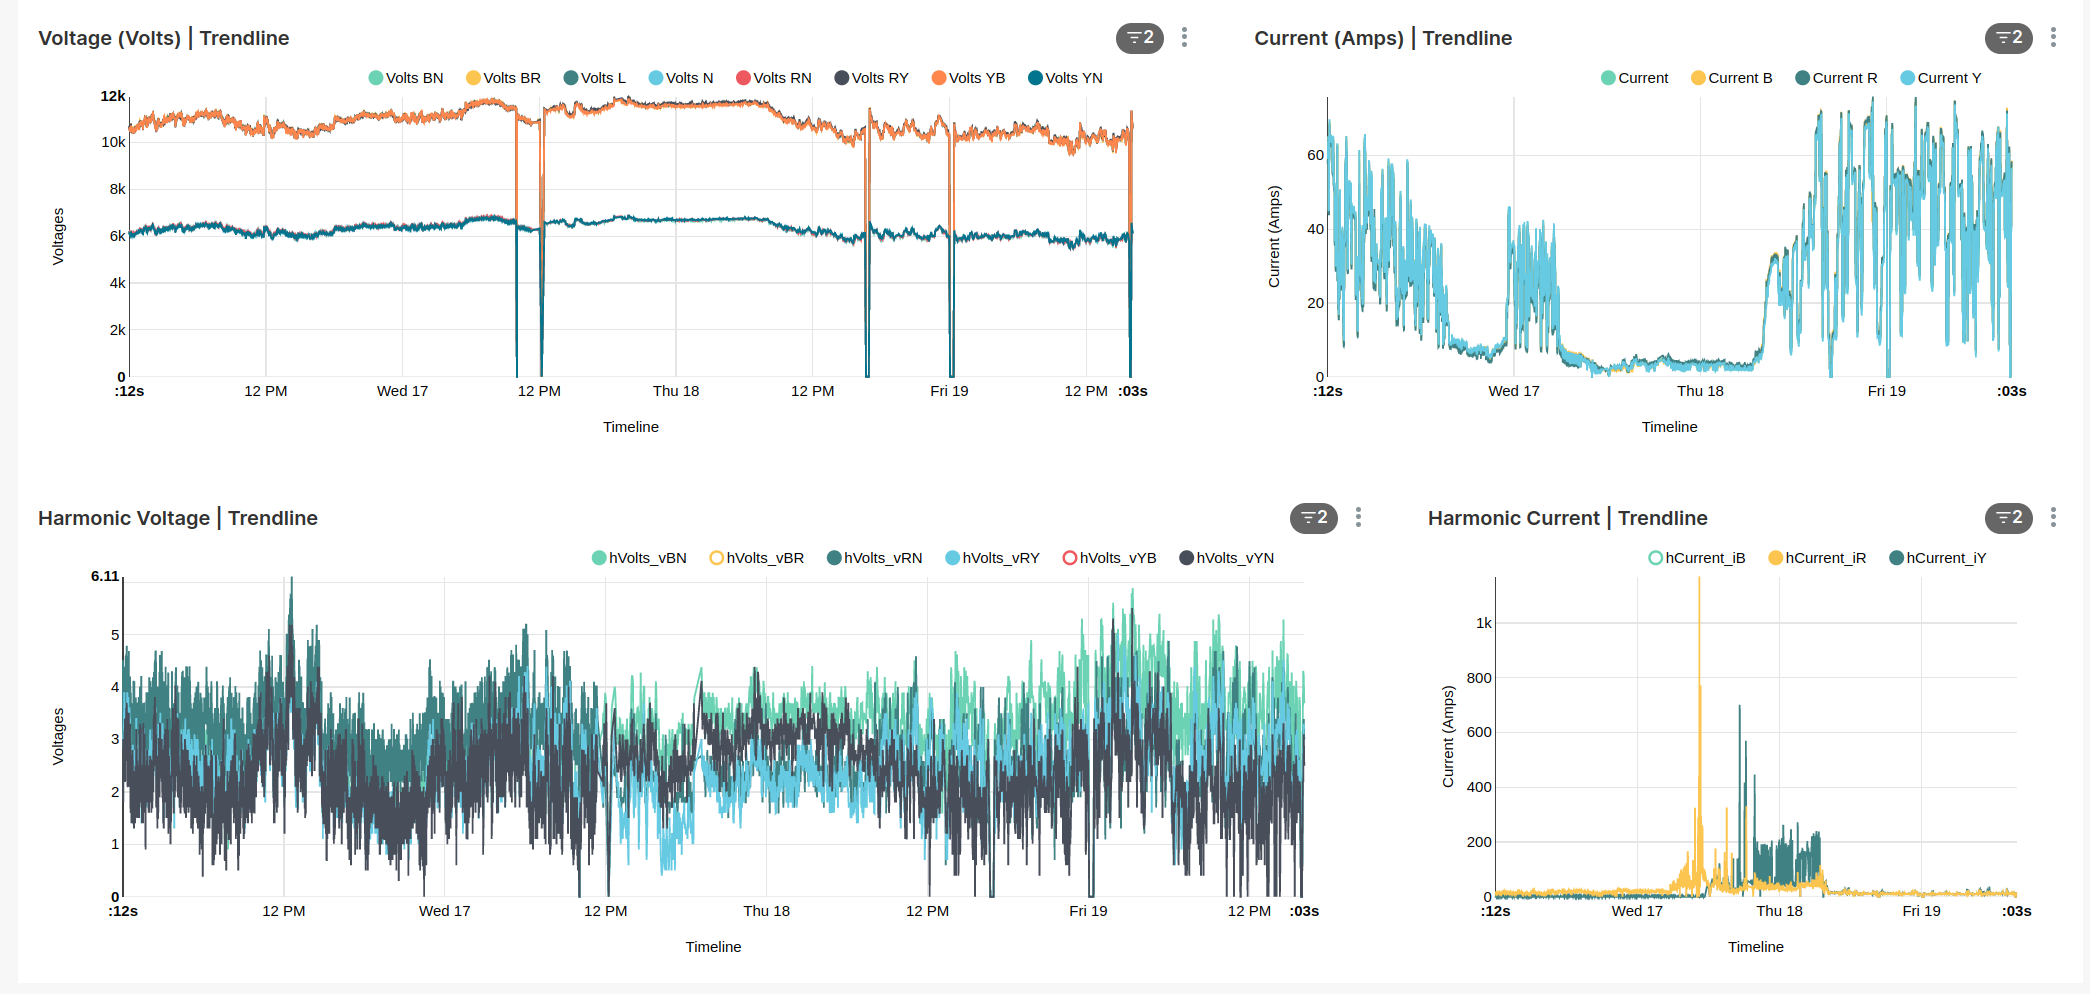 Voltage (Volts) | Trendline
2
Volts BN Volts BR Volts L Volts N Volts RN Volts RY Volts YB Volts YN
12k
10k
8k
6k
4k
2k
0
Voltages
:12s 12 PM Wed 17 12 PM Thu 18 12 PM Fri 19 12 PM :03s
Timeline
Current (Amps) | Trendline
2
Current Current B Current R Current Y
60
40
20
0
Current (Amps)
:12s Wed 17 Thu 18 Fri 19 :03s
Timeline
Harmonic Voltage | Trendline
2
hVolts_vBN hVolts_vBR hVolts_vRN hVolts_vRY hVolts_vYB hVolts_vYN
6.11
5
4
3
2
1
0
Voltages
:12s 12 PM Wed 17 12 PM Thu 18 12 PM Fri 19 12 PM :03s
Timeline
Harmonic Current | Trendline
2
hCurrent_iB hCurrent_iR hCurrent_iY
1k
800
600
400
200
0
Current (Amps)
:12s Wed 17 Thu 18 Fri 19 :03s
Timeline